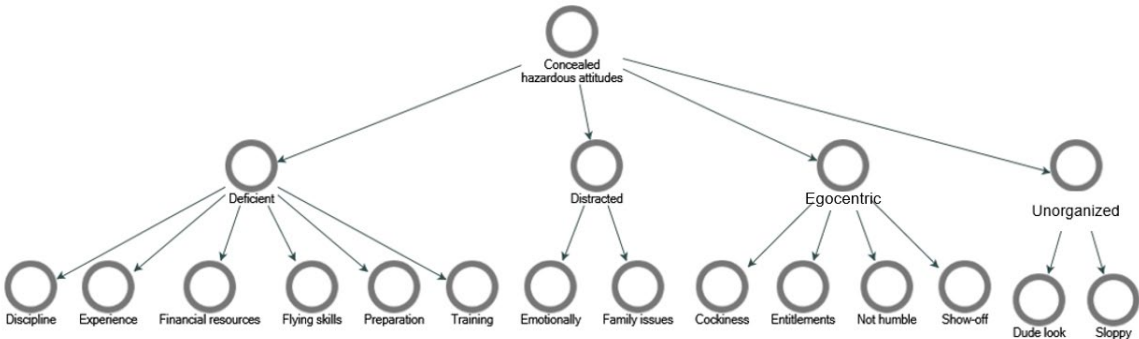 Concealed
hazardous attitudes
Deficient
Distracted
Egocentric
Unorganized
Discipline
Experience
Financial resources
Flying skills
Preparation
Training
Emotionally
Family issues
Cockiness
Entitlements
Not humble
Show-off
Dude look
Sloppy